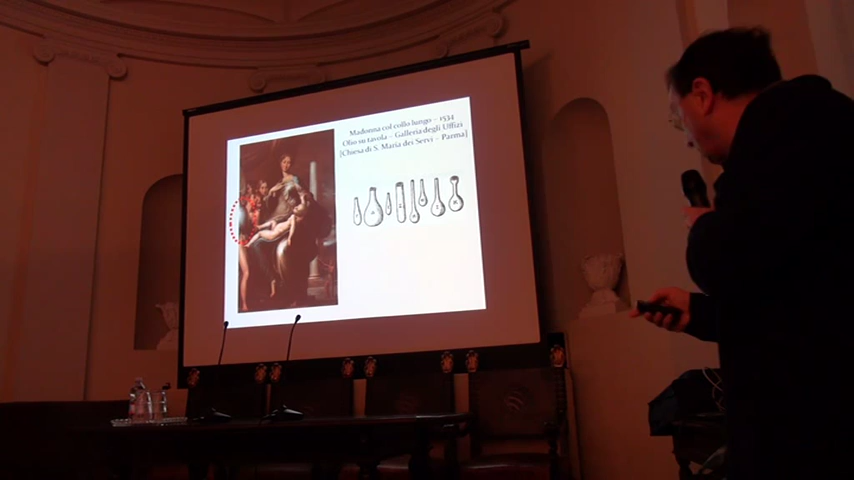 Madonna col collo lungo – 1534
Olio su tavola – Galleria degli Uffizi
[Chiesa di S. Maria dei Servi – Parma]